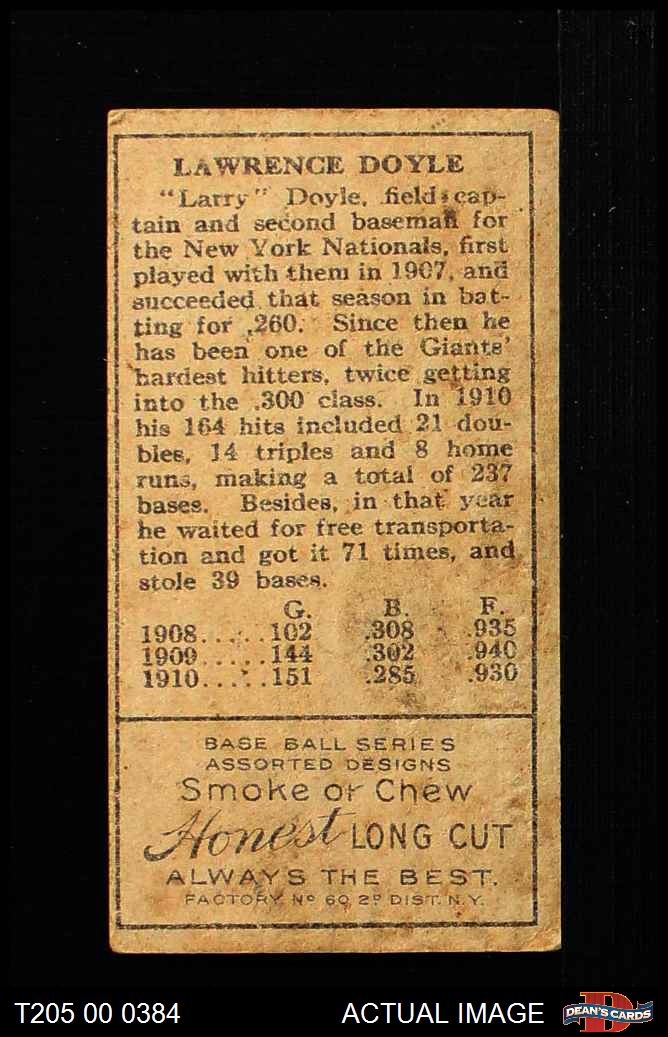 LAWRENCE DOYLE
"Larry" Doyle, field cap-
tain and second baseman for
the New York Nationals, first
played with them in 1907, and
succeeded that season in bat-
ting for .260. Since then he
has been one of the Giants'
hardest hitters, twice getting
into the .300 class. In 1910
his 164 hits included 21 dou-
bles, 14 triples and 8 home
runs, making a total of 237
bases. Besides, in that year
he waited for free transporta-
tion and got it 71 times, and
stole 39 bases.
G. B. F.
1908......102 .308 .935
1909......144 .302 .940
1910......151 .285 .930
BASE BALL SERIES
ASSORTED DESIGNS
Smoke or Chew
Honest LONG CUT
ALWAYS THE BEST.
FACTORY Nº 60, 2D DIST. N.Y.
T205 00 0384 ACTUAL IMAGE D DEAN'S CARDS